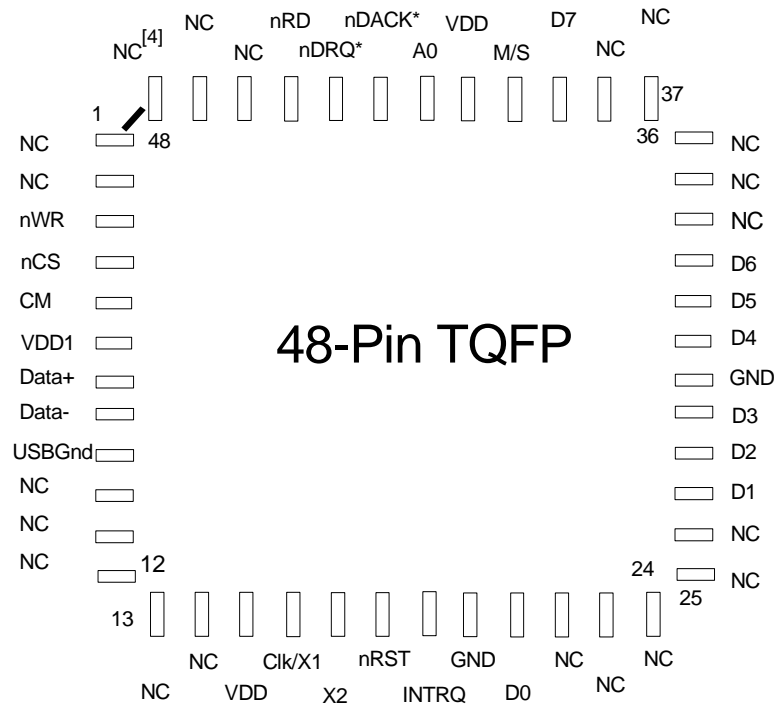 NC nRD nDACK* VDD D7 NC
NC[4] NC nDRQ* A0 M/S NC
1 48 36 37
NC NC
NC NC
nWR NC
nCS D6
CM D5
VDD1 D4
48-Pin TQFP
Data+ GND
Data- D3
USBGnd D2
NC D1
NC NC
NC NC
12 24
13 25
NC Clk/X1 nRST GND NC NC
NC VDD X2 INTRQ D0 NC